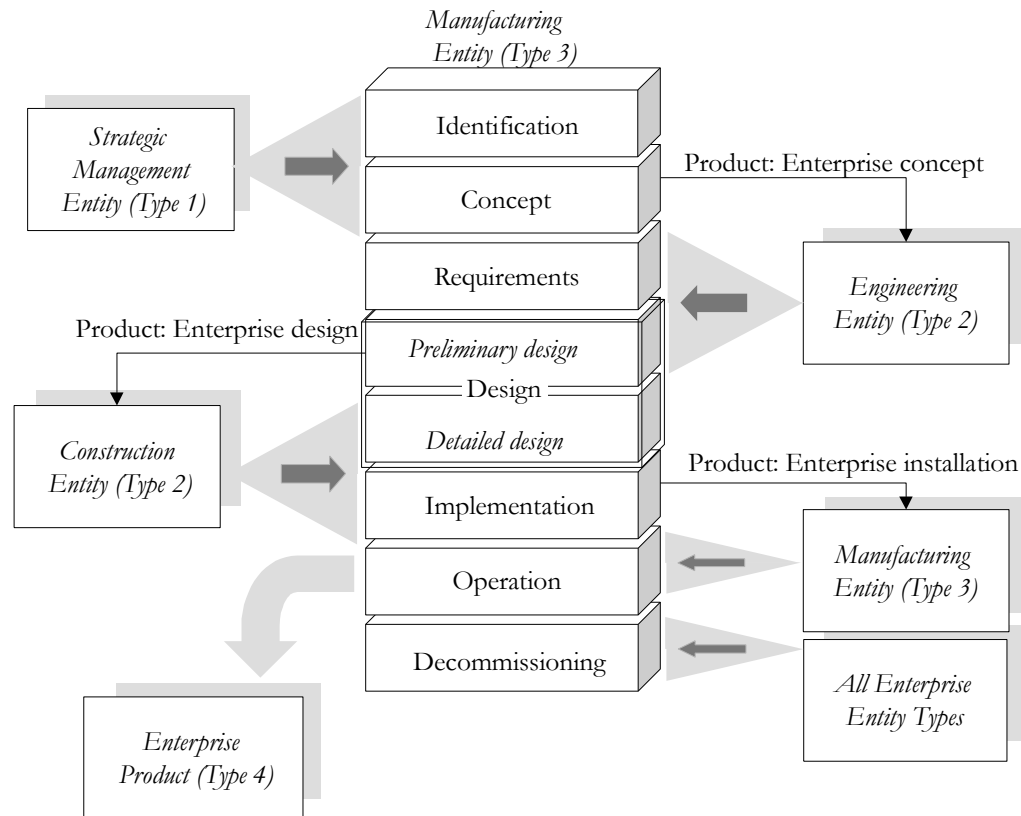 Manufacturing
Entity (Type 3)
Identification
Strategic
Management
Entity (Type 1)
Product: Enterprise concept
Concept
Requirements
Engineering
Entity (Type 2)
Product: Enterprise design
Preliminary design
Design
Detailed design
Construction
Entity (Type 2)
Product: Enterprise installation
Implementation
Manufacturing
Entity (Type 3)
Operation
Decommissioning
All Enterprise
Entity Types
Enterprise
Product (Type 4)